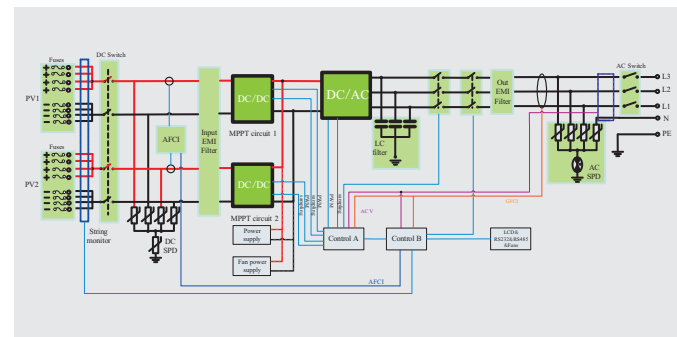 Fuses
DC Switch
PV1
AFCI
Fuses
PV2
String
monitor
DC
SPD
Input
EMI
Filter
DC/DC
MPPT circuit 1
DC/DC
MPPT circuit 2
Power
supply
Fan power
supply
DC/AC
LC
filter
Out
EMI
Filter
AC Switch
L3
L2
L1
N
PE
AC
SPD
AC V
GFCI
Control A
Control B
LCD &
RS232/RS485
&Fans
AFCI